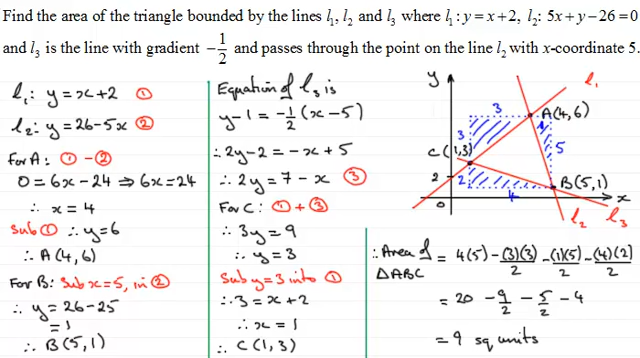 Find the area of the triangle bounded by the lines l₁, l₂ and l₃ where l₁: y = x + 2, l₂: 5x + y − 26 = 0
and l₃ is the line with gradient −1/2 and passes through the point on the line l₂ with x-coordinate 5.
l₁: y = x + 2 ①
l₂: y = 26 − 5x ②
For A: ① − ②
0 = 6x − 24 ⇒ 6x = 24
∴ x = 4
Sub ① ∴ y = 6
∴ A(4, 6)
For B: Sub x = 5, in ②
∴ y = 26 − 25
= 1
∴ B(5, 1)
Equation of l₃ is
y − 1 = −1/2 (x − 5)
∴ 2y − 2 = −x + 5
∴ 2y = 7 − x ③
For C: ① + ③
∴ 3y = 9
∴ y = 3
Sub y = 3 into ①
∴ 3 = x + 2
∴ x = 1
∴ C(1, 3)
y
l₁
3
A(4, 6)
1
3
C(1, 3)
5
2
2
B(5, 1)
0
4
x
l₂
l₃
∴ Area of ΔABC = 4(5) − (3)(3)/2 − (1)(5)/2 − (4)(2)/2
= 20 − 9/2 − 5/2 − 4
= 9 sq units